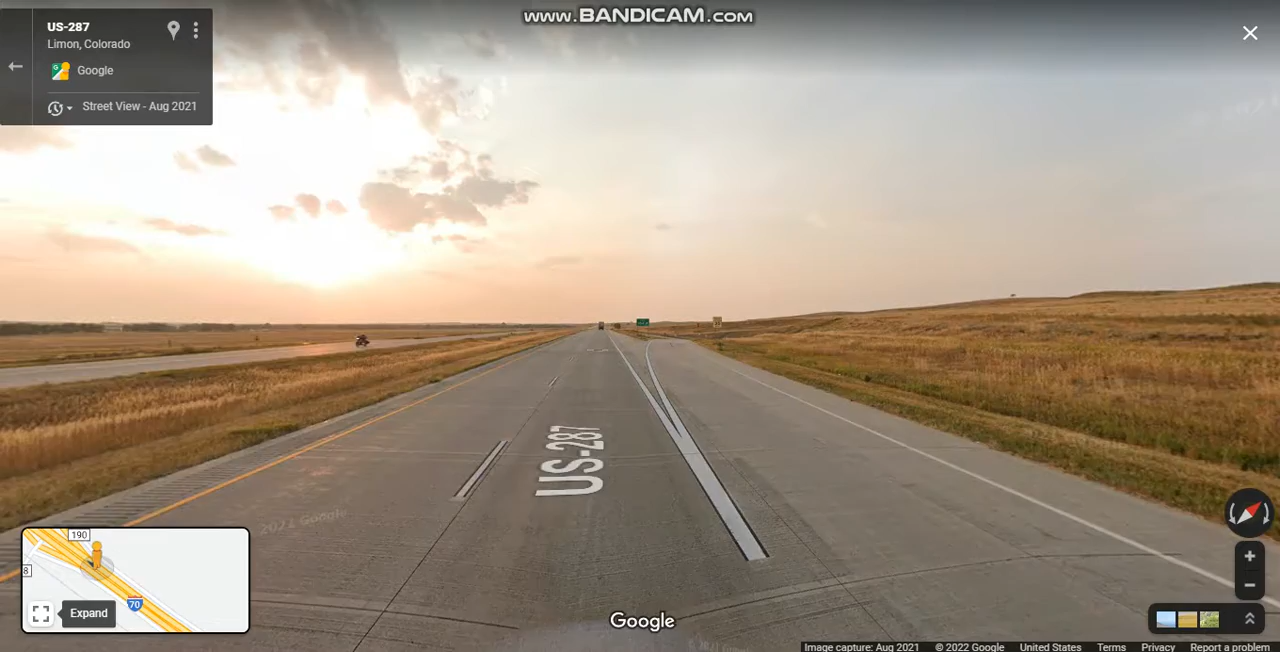 www.BANDICAM.com
US-287
Limon, Colorado
Google
Street View - Aug 2021
US-287
2021 Google
190
8
70
Expand
Google
Image capture: Aug 2021 © 2022 Google United States Terms Privacy Report a problem